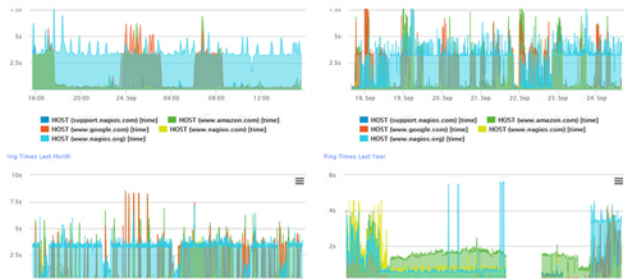 7.5s 7.5s
5s 5s
2.5s 2.5s
16:00 20:00 24. Sep 04:00 08:00 12:00 18. Sep 19. Sep 20. Sep 21. Sep 22. Sep 23. Sep 24. Sep
HOST (support.nagios.com) [time] HOST (www.amazon.com) [time] HOST (support.nagios.com) [time] HOST (www.amazon.com) [time]
HOST (www.google.com) [time] HOST (www.nagios.com) [time] HOST (www.google.com) [time] HOST (www.nagios.com) [time]
HOST (www.nagios.org) [time] HOST (www.nagios.org) [time]
Ping Times Last Month Ping Times Last Year
10s 6s
7.5s 4s
5s
2.5s 2s